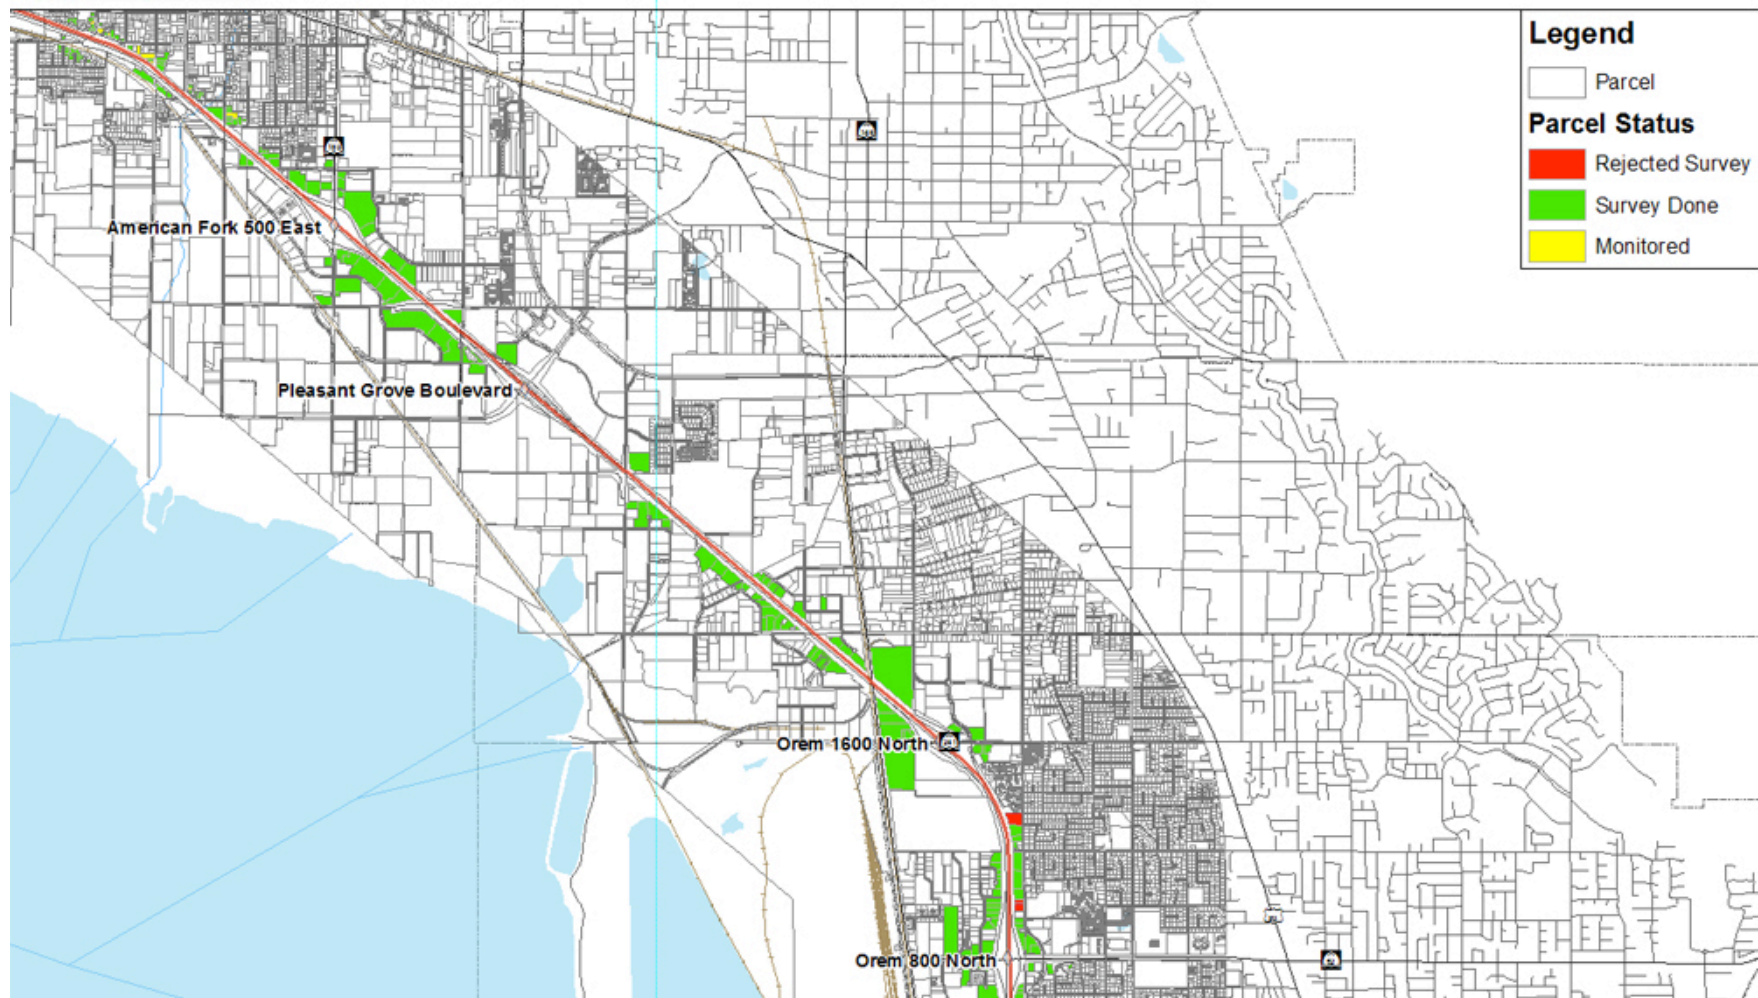 Legend
Parcel
Parcel Status
Rejected Survey
Survey Done
Monitored
American Fork 500 East
Pleasant Grove Boulevard
Orem 1600 North
Orem 800 North